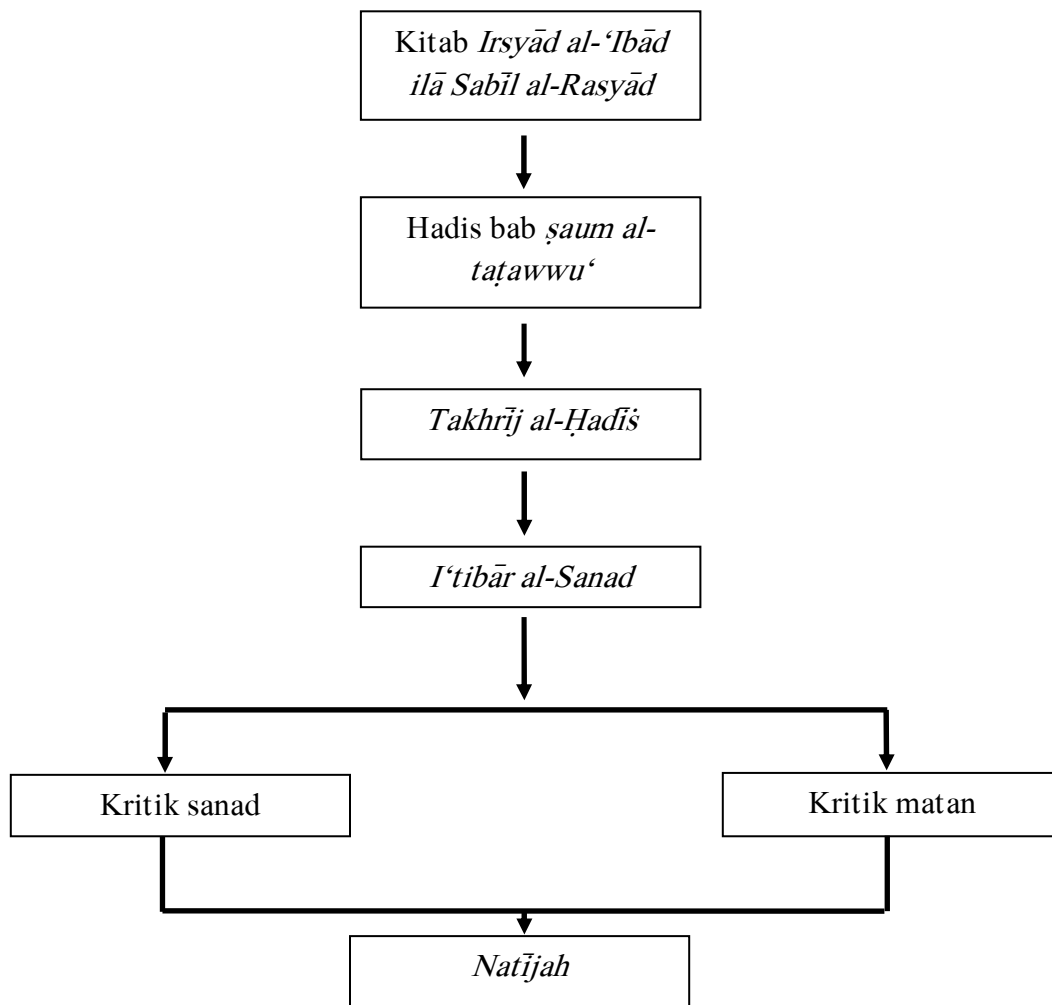 Kitab Irsyād al-‘Ibād
ilā Sabīl al-Rasyād
Hadis bab ṣaum al-
taṭawwu‘
Takhrīj al-Ḥadīṡ
I‘tibār al-Sanad
Kritik sanad
Kritik matan
Natījah